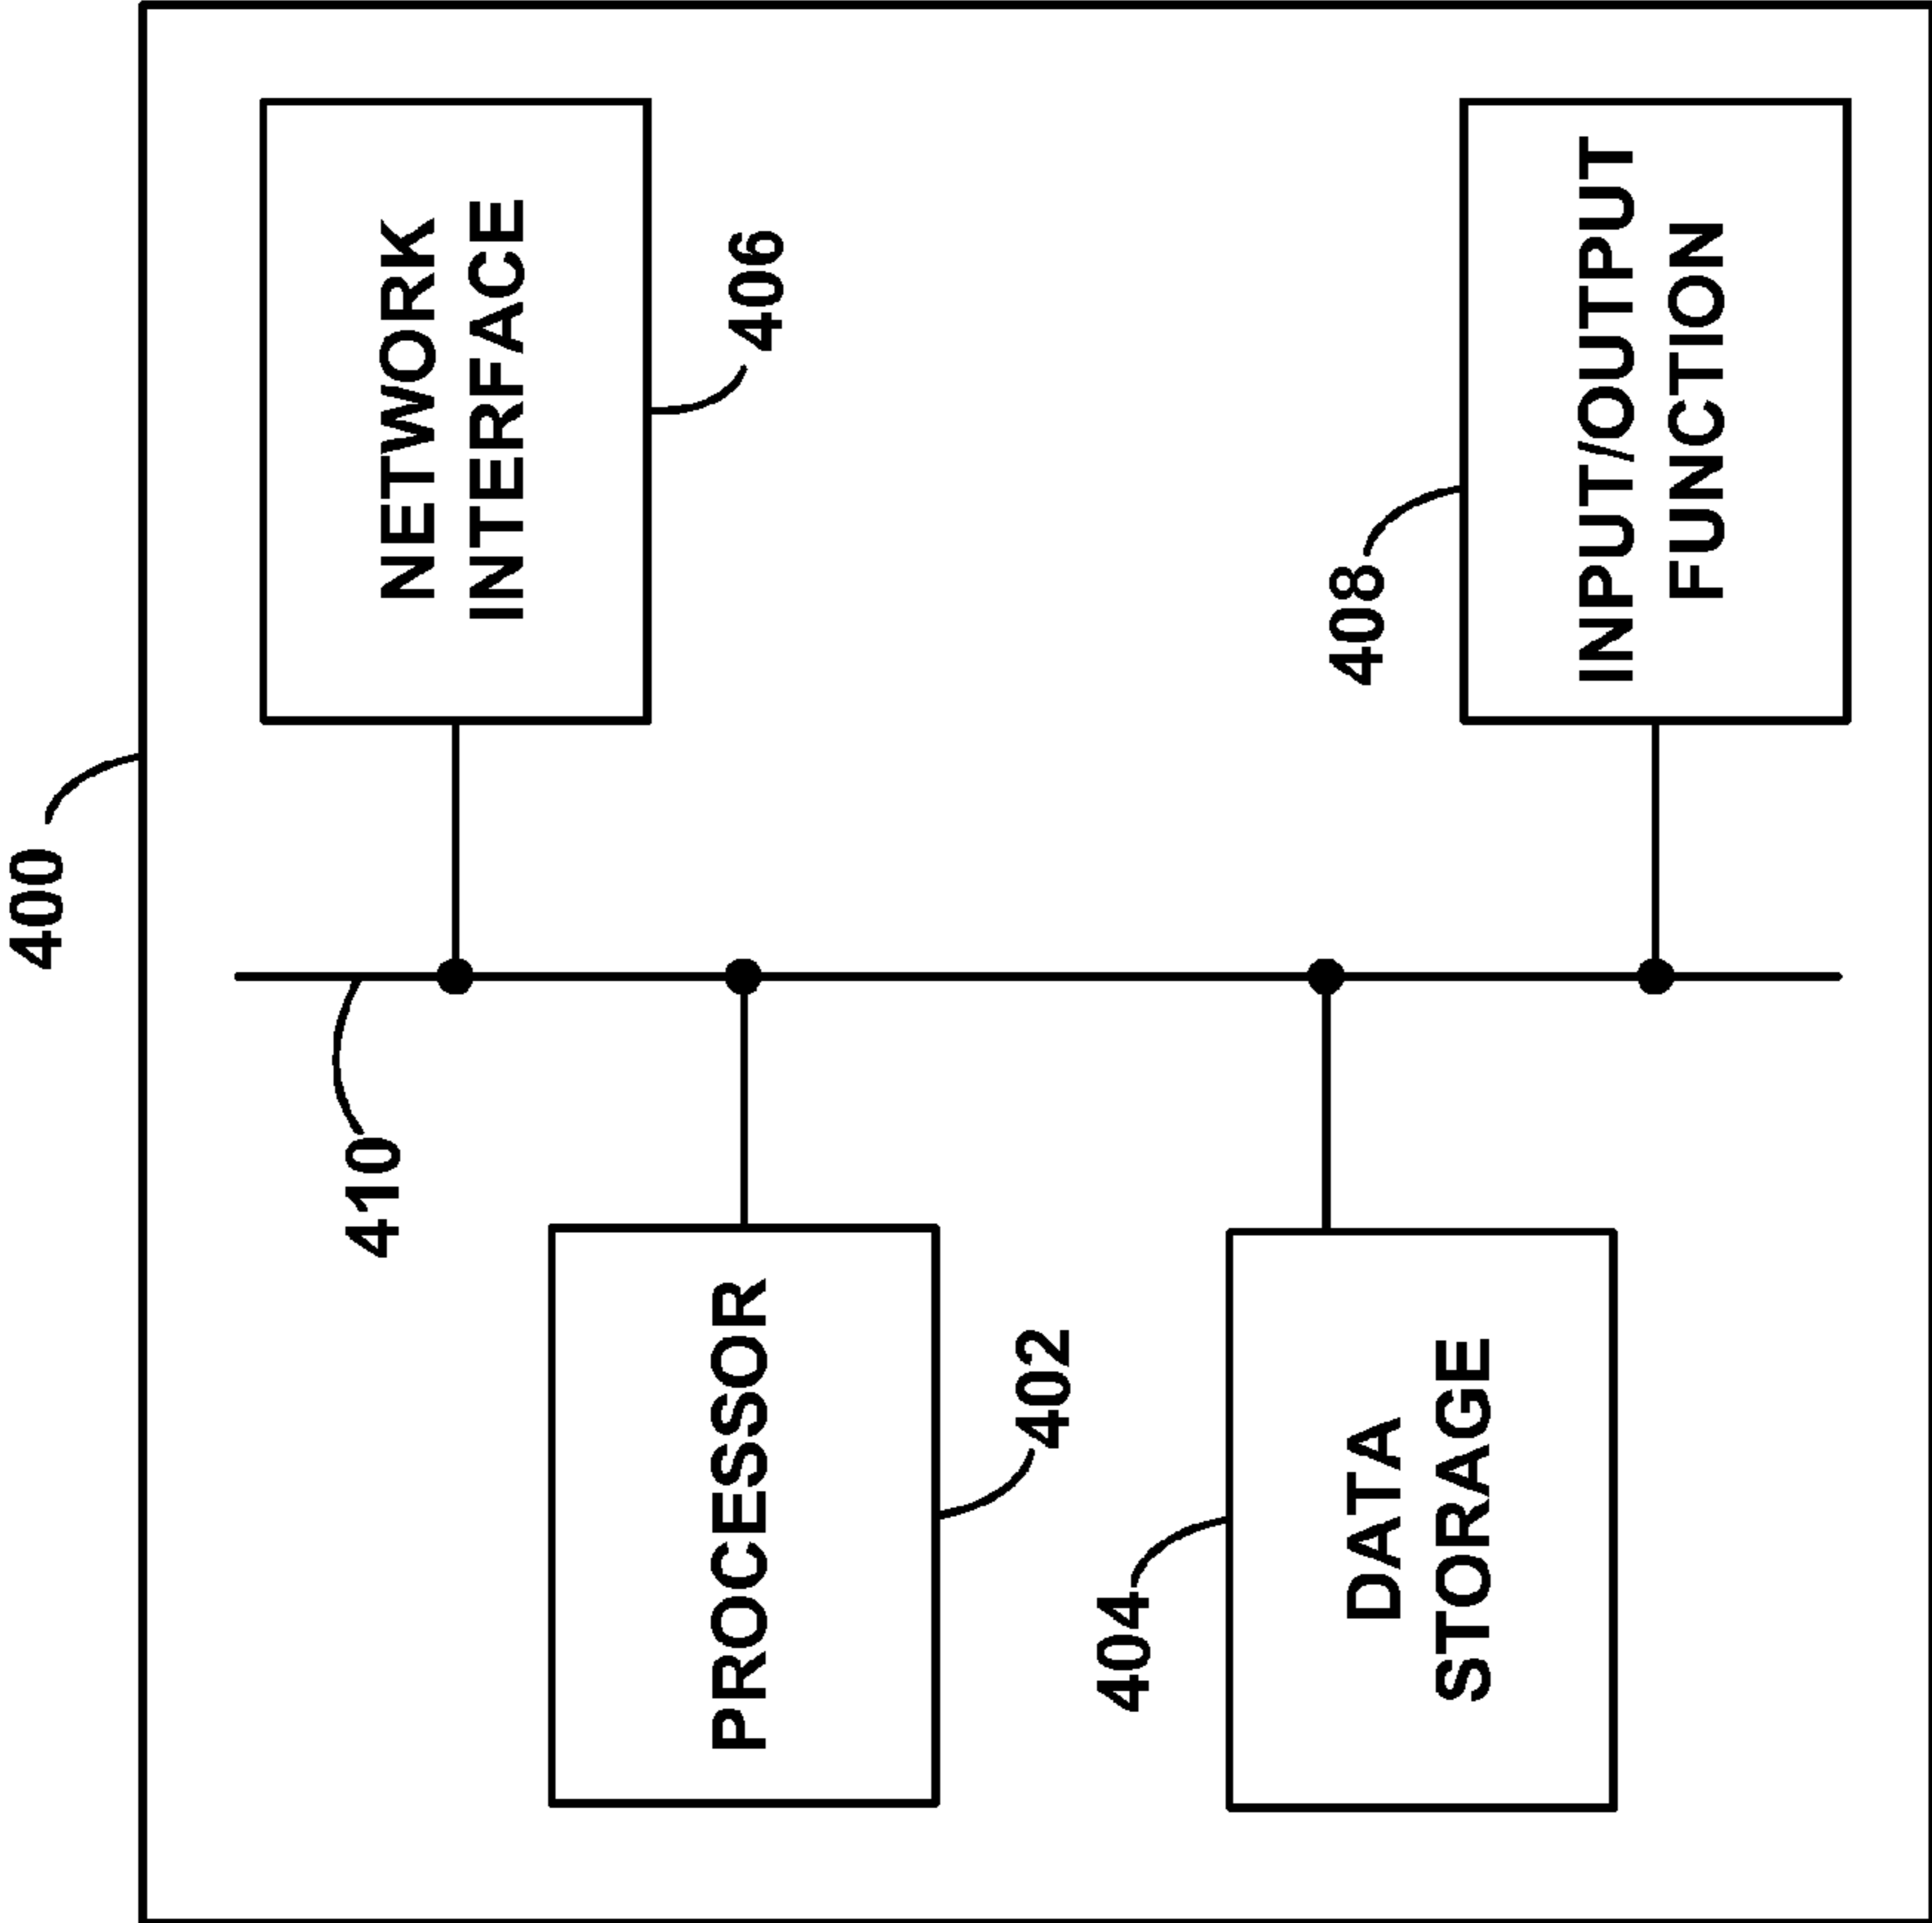 400
NETWORK
INTERFACE
406
410
PROCESSOR
402
404
DATA
STORAGE
408
INPUT/OUTPUT
FUNCTION